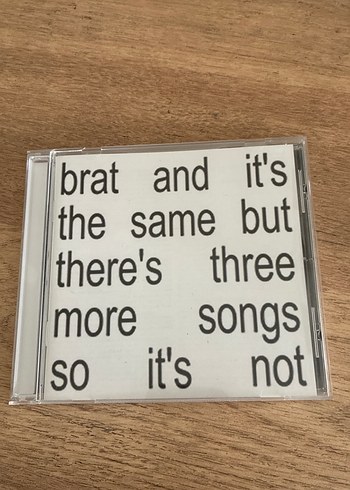 brat and it's
the same but
there's three
more songs
so it's not